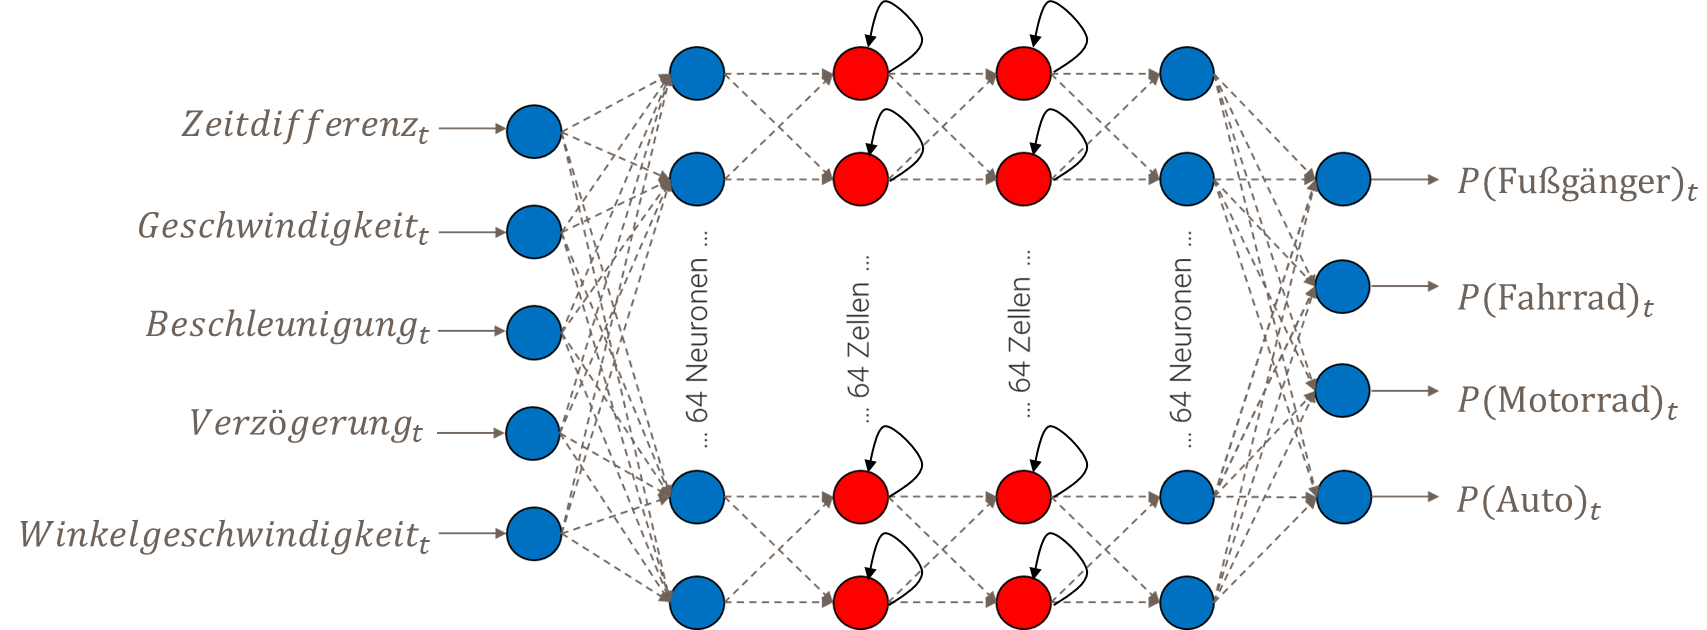 Zeitdifferenz_t
Geschwindigkeit_t
Beschleunigung_t
Verzögerung_t
Winkelgeschwindigkeit_t
... 64 Neuronen ...
... 64 Zellen ...
... 64 Zellen ...
... 64 Neuronen ...
P(Fußgänger)_t
P(Fahrrad)_t
P(Motorrad)_t
P(Auto)_t